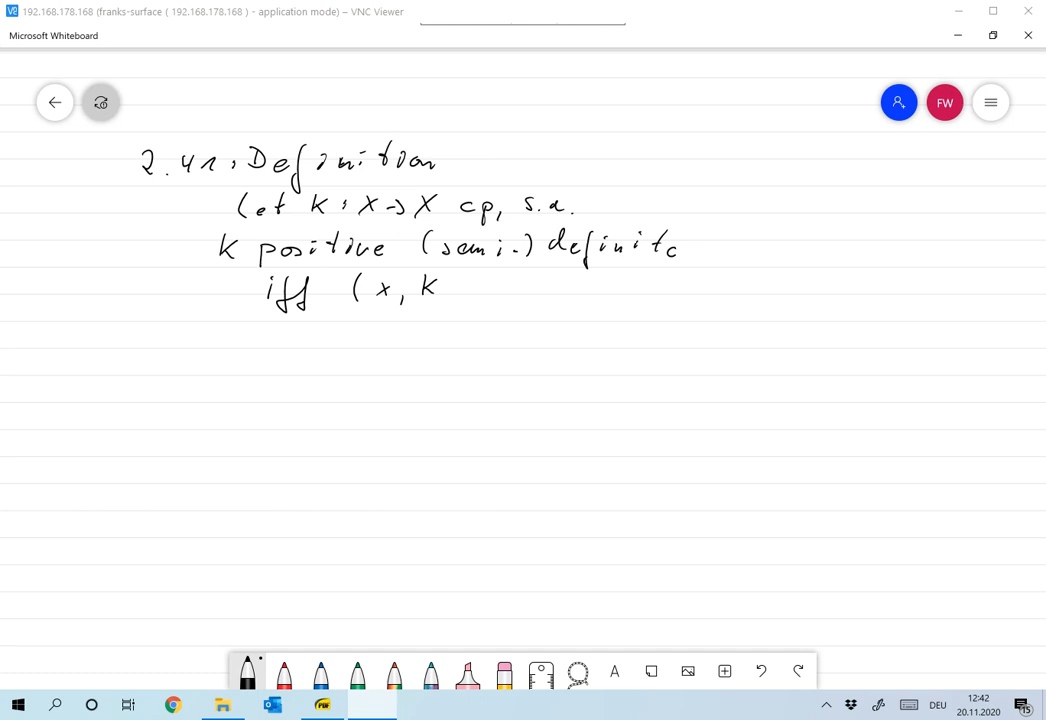 192.168.178.168 (franks-surface ( 192.168.178.168 ) - application mode) – VNC Viewer
Microsoft Whiteboard
FW
2.41: Definition
Let K : X -> X cp, s.a.
K positive (semi-) definite
iff (x, K
A
DEU
12:42
20.11.2020
15